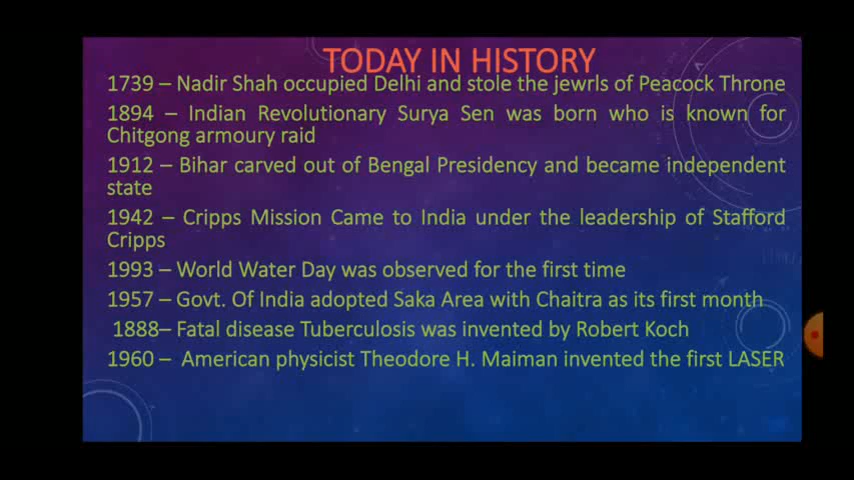 TODAY IN HISTORY
1739 – Nadir Shah occupied Delhi and stole the jewrls of Peacock Throne
1894 – Indian Revolutionary Surya Sen was born who is known for
Chitgong armoury raid
1912 – Bihar carved out of Bengal Presidency and became independent
state
1942 – Cripps Mission Came to India under the leadership of Stafford
Cripps
1993 – World Water Day was observed for the first time
1957 – Govt. Of India adopted Saka Area with Chaitra as its first month
1888– Fatal disease Tuberculosis was invented by Robert Koch
1960 – American physicist Theodore H. Maiman invented the first LASER